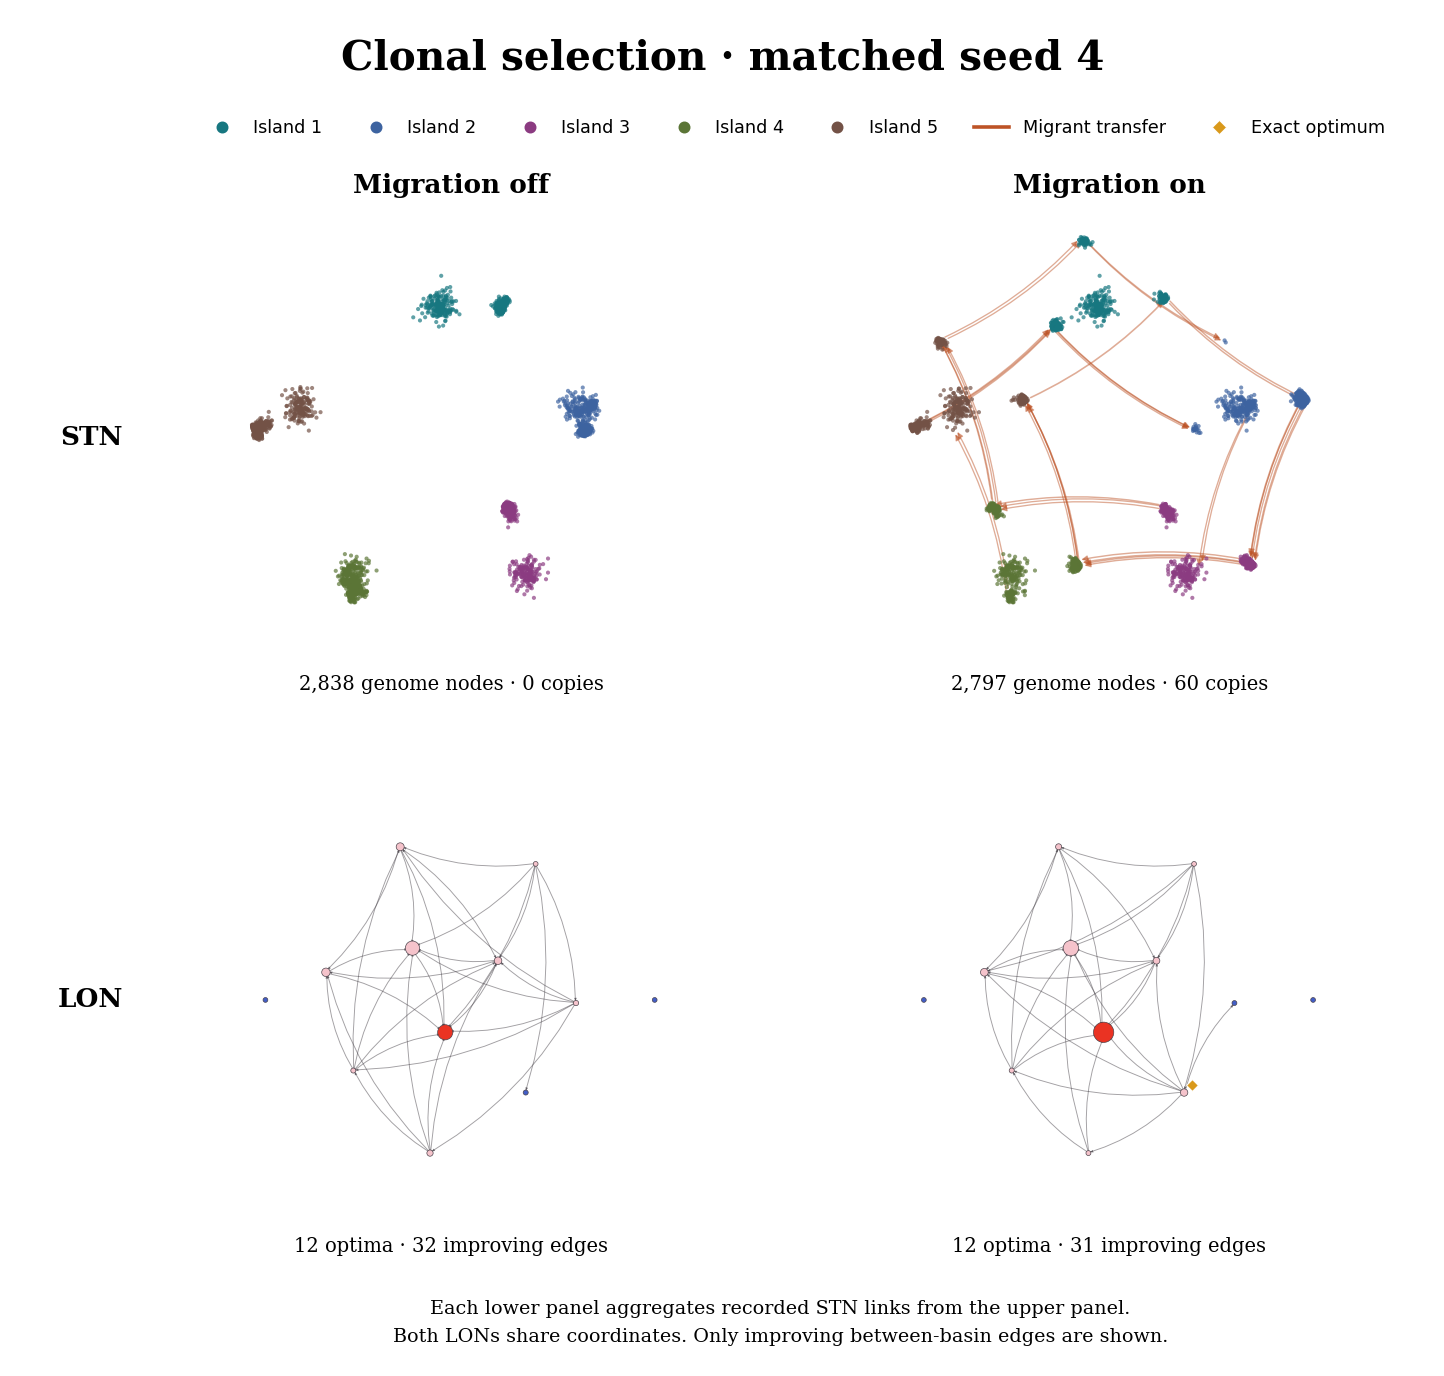 Clonal selection · matched seed 4
Island 1
Island 2
Island 3
Island 4
Island 5
Migrant transfer
Exact optimum
Migration off
Migration on
STN
2,838 genome nodes · 0 copies
2,797 genome nodes · 60 copies
LON
12 optima · 32 improving edges
12 optima · 31 improving edges
Each lower panel aggregates recorded STN links from the upper panel.
Both LONs share coordinates. Only improving between-basin edges are shown.